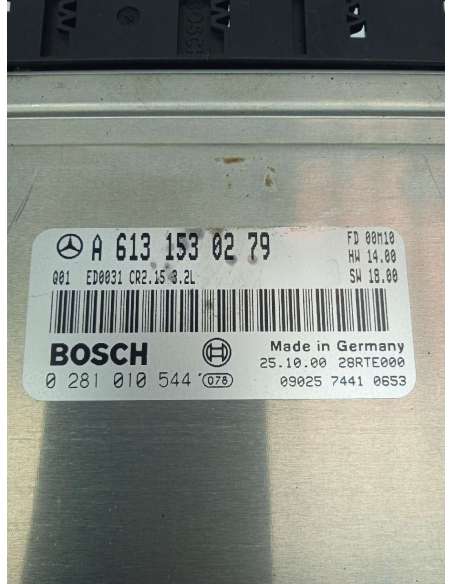 BOSCH
A 613 153 02 79
FD 00M10
HW 14.00
Q01 ED0031 CR2.15 3.2L
SW 18.00
BOSCH
Made in Germany
25.10.00 28RTE000
0 281 010 544 078
09025 7441 0653